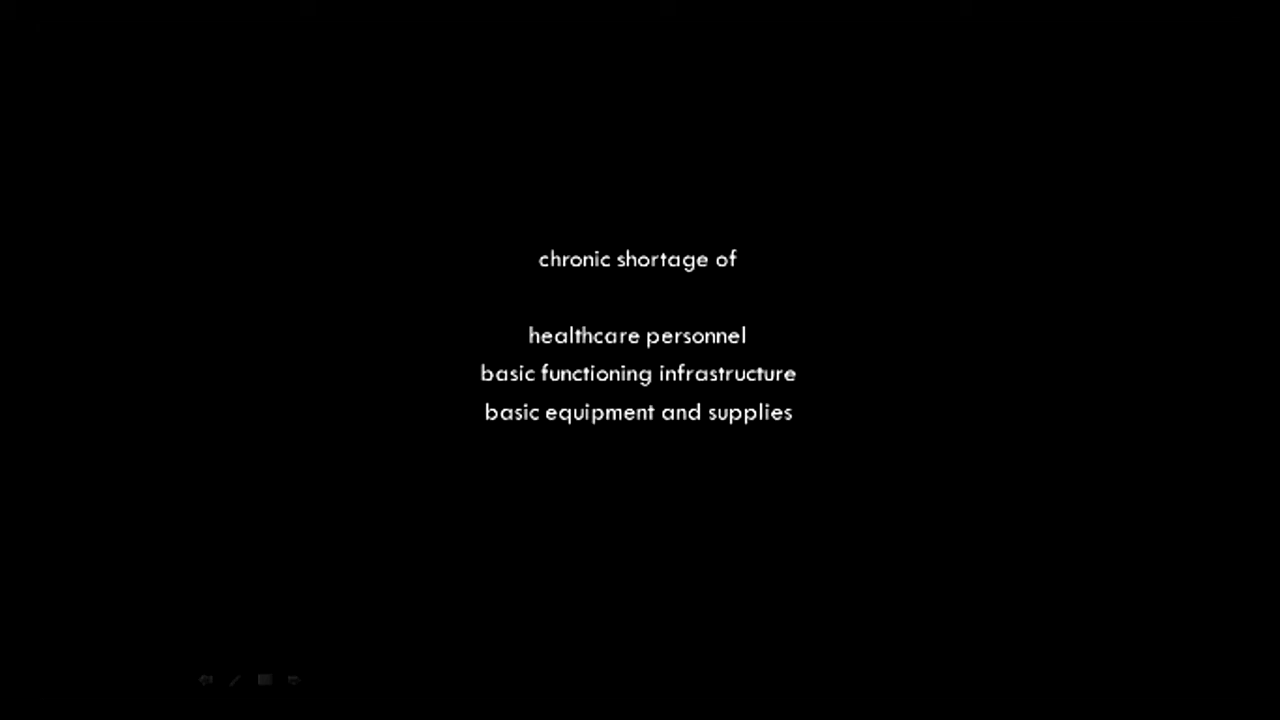 chronic shortage of
healthcare personnel
basic functioning infrastructure
basic equipment and supplies